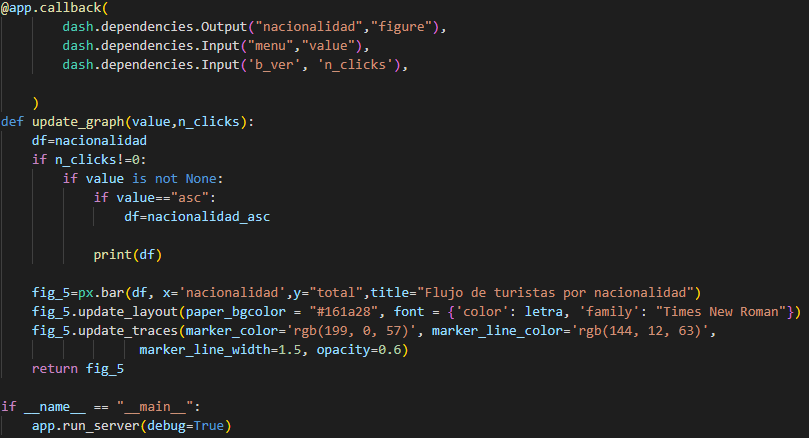 @app.callback(
        dash.dependencies.Output("nacionalidad","figure"),
        dash.dependencies.Input("menu","value"),
        dash.dependencies.Input('b_ver', 'n_clicks'),
    )
def update_graph(value,n_clicks):
    df=nacionalidad
    if n_clicks!=0:
        if value is not None:
            if value=="asc":
                df=nacionalidad_asc
            print(df)
    fig_5=px.bar(df, x='nacionalidad',y="total",title="Flujo de turistas por nacionalidad")
    fig_5.update_layout(paper_bgcolor = "#161a28", font = {'color': letra, 'family': "Times New Roman"})
    fig_5.update_traces(marker_color='rgb(199, 0, 57)', marker_line_color='rgb(144, 12, 63)',
                  marker_line_width=1.5, opacity=0.6)
    return fig_5
if __name__ == "__main__":
    app.run_server(debug=True)